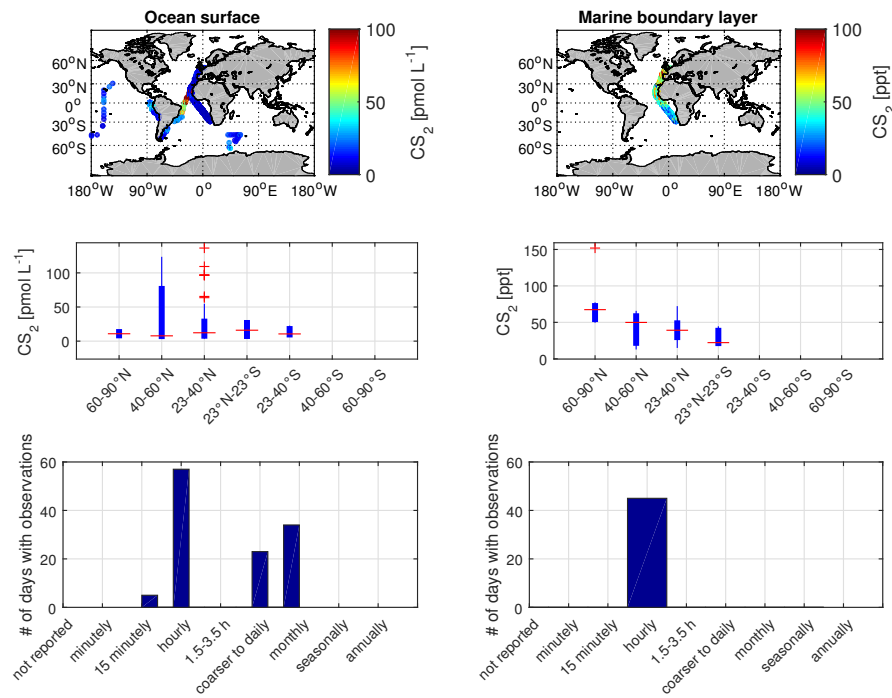 Ocean surface
60°N
30°N
0°
30°S
60°S
180°W 90°W 0° 90°E 180°W
100
50
0
CS2 [pmol L-1]
Marine boundary layer
60°N
30°N
0°
30°S
60°S
180°W 90°W 0° 90°E 180°W
100
50
0
CS2 [ppt]
CS2 [pmol L-1]
100
50
0
60-90°N
40-60°N
23-40°N
23°N-23°S
23-40°S
40-60°S
60-90°S
CS2 [ppt]
150
100
50
0
60-90°N
40-60°N
23-40°N
23°N-23°S
23-40°S
40-60°S
60-90°S
# of days with observations
60
40
20
0
not reported
minutely
15 minutely
hourly
1.5-3.5 h
coarser to daily
monthly
seasonally
annually
# of days with observations
60
40
20
0
not reported
minutely
15 minutely
hourly
1.5-3.5 h
coarser to daily
monthly
seasonally
annually